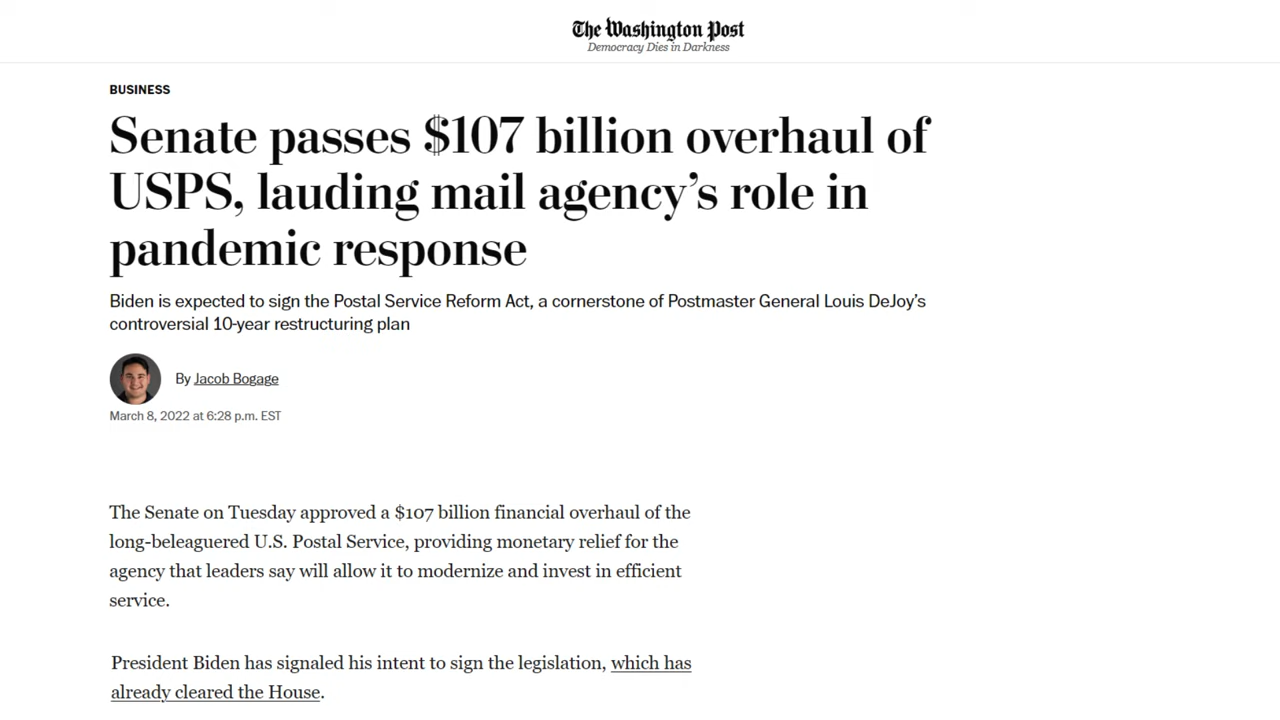 The Washington Post
Democracy Dies in Darkness
BUSINESS
Senate passes $107 billion overhaul of
USPS, lauding mail agency’s role in
pandemic response
Biden is expected to sign the Postal Service Reform Act, a cornerstone of Postmaster General Louis DeJoy’s
controversial 10-year restructuring plan
By Jacob Bogage
March 8, 2022 at 6:28 p.m. EST
The Senate on Tuesday approved a $107 billion financial overhaul of the
long-beleaguered U.S. Postal Service, providing monetary relief for the
agency that leaders say will allow it to modernize and invest in efficient
service.
President Biden has signaled his intent to sign the legislation, which has
already cleared the House.